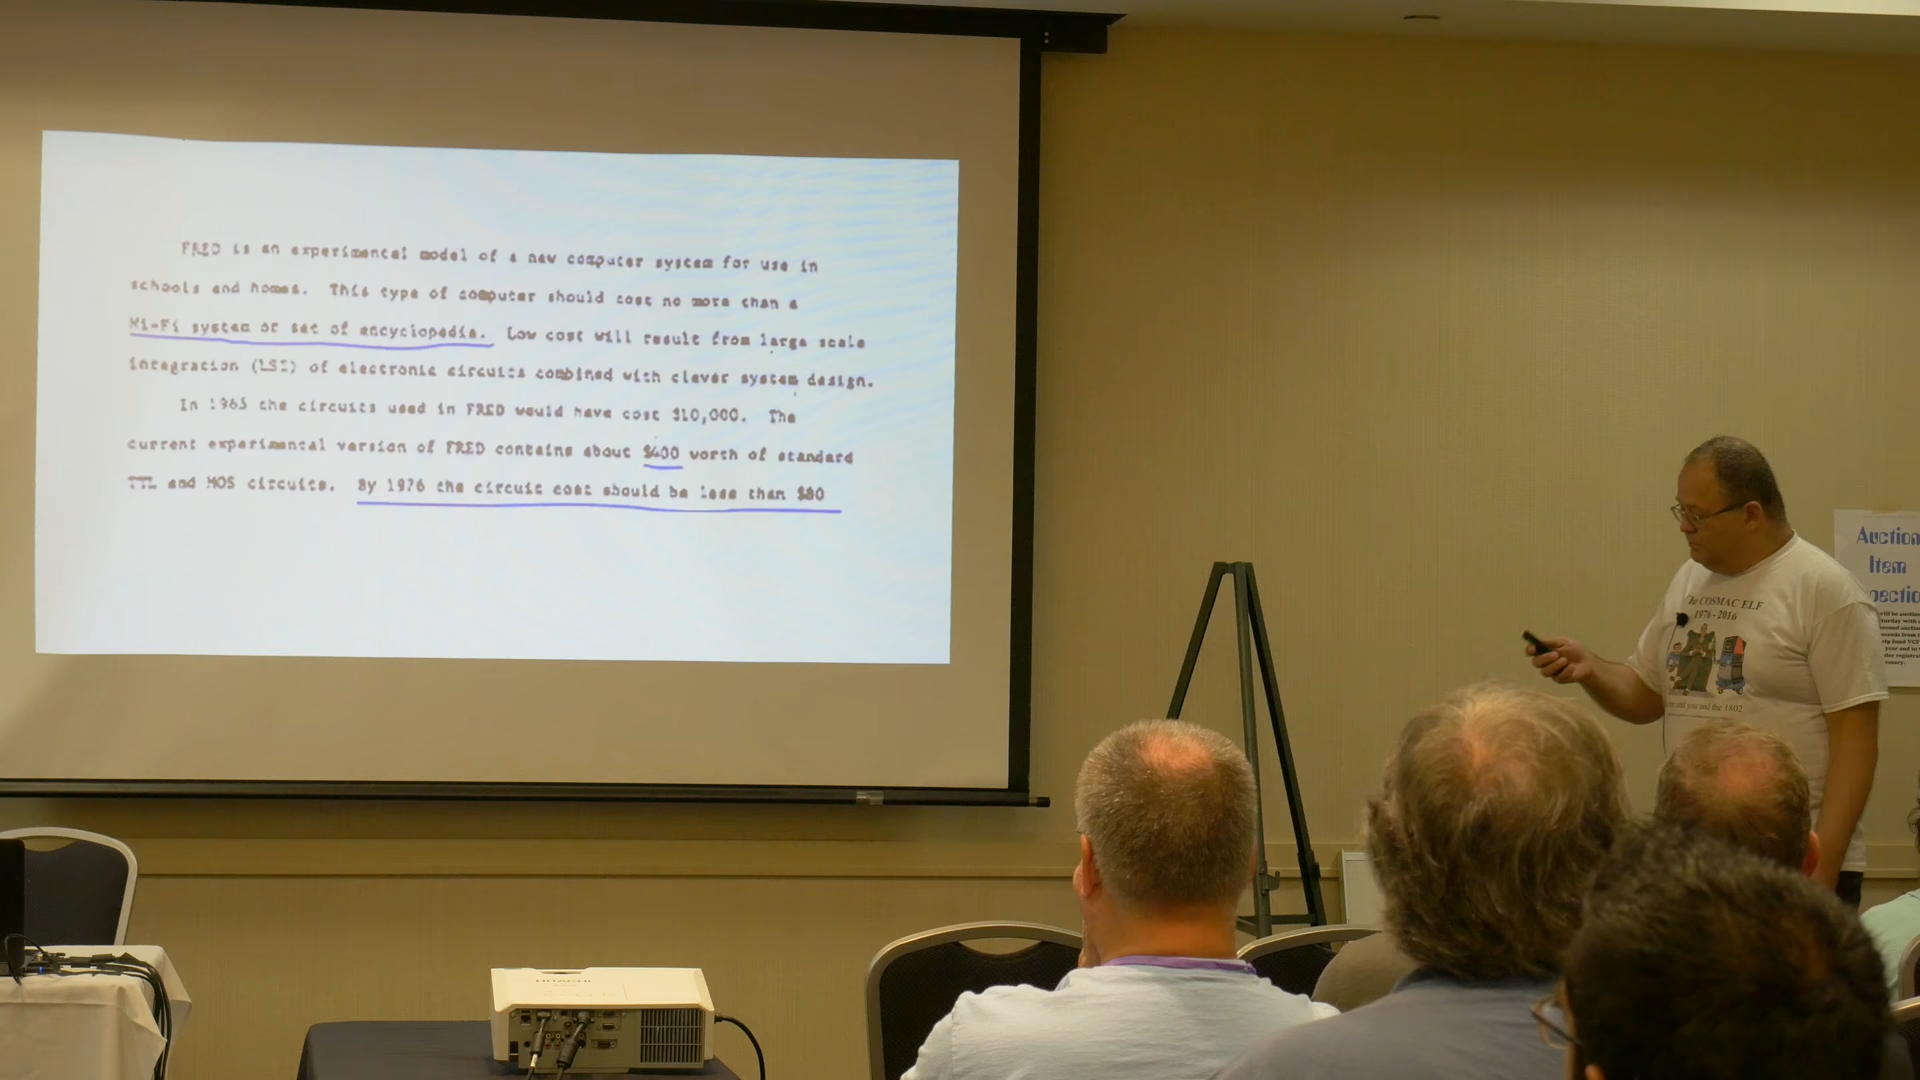 FRED is an experimental model of a new computer system for use in
schools and homes. This type of computer should cost no more than a
Hi-Fi system or set of encyclopedia. Low cost will result from large scale
integration (LSI) of electronic circuits combined with clever system design.
In 1965 the circuits used in FRED would have cost $10,000. The
current experimental version of FRED contains about $400 worth of standard
TTL and MOS circuits. By 1976 the circuit cost should be less than $80
The COSMAC ELF
1976-2016
you and the 1802
Auction
Item
HITACHI